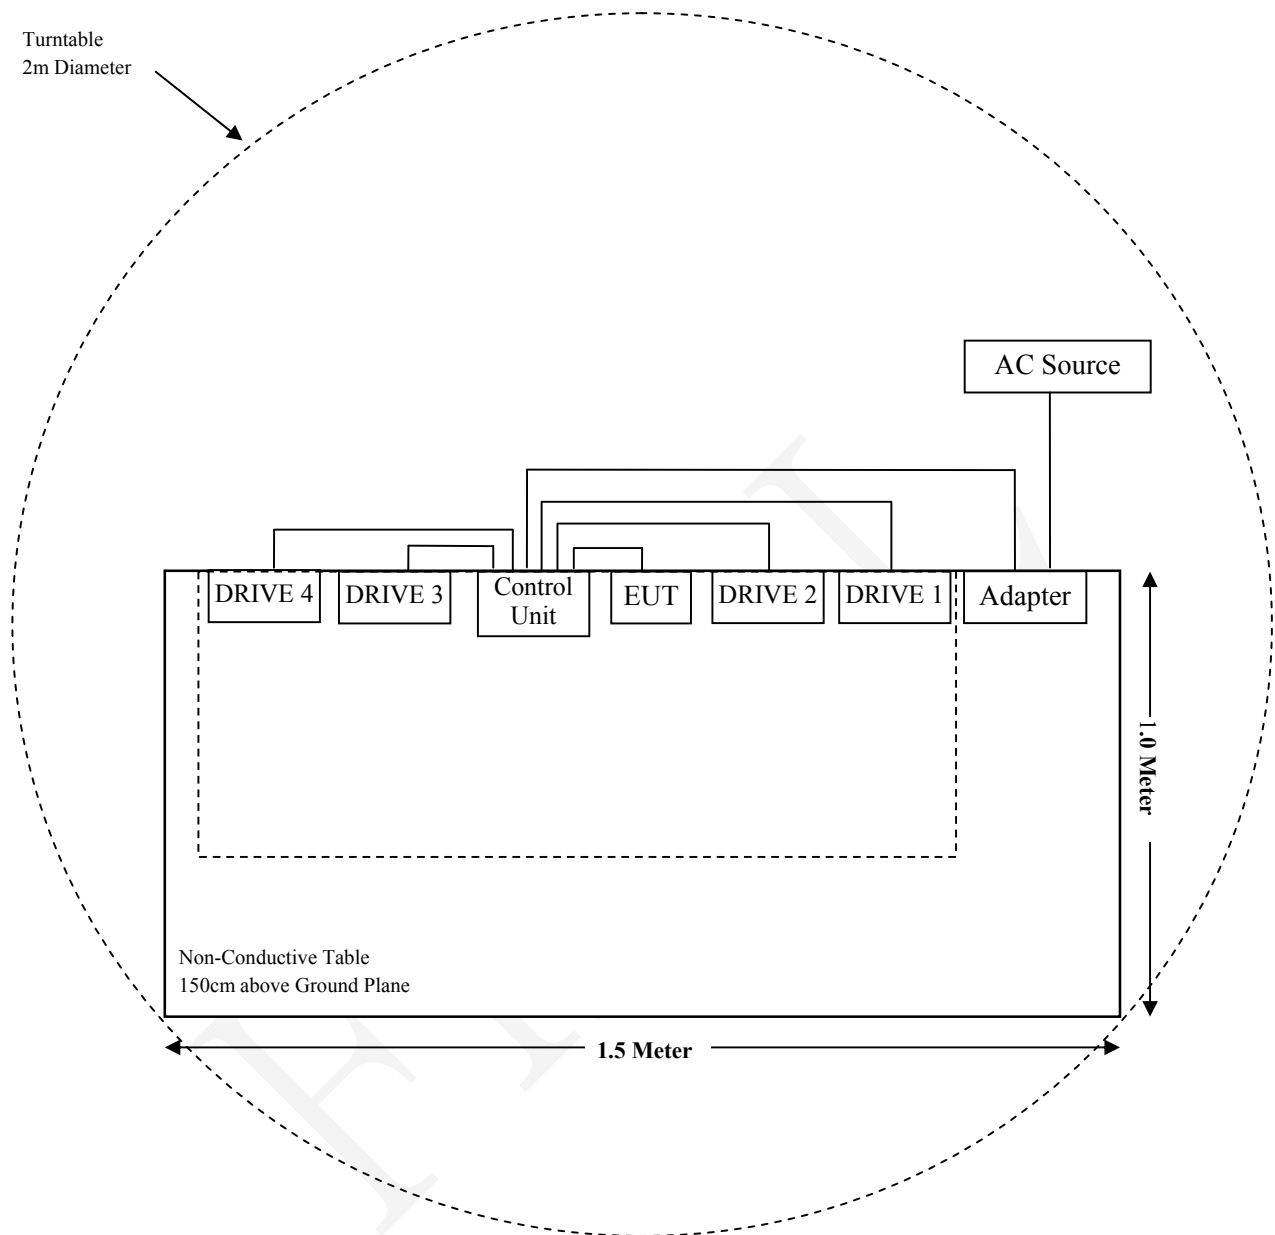 Turntable
2m Diameter
AC Source
DRIVE 4
DRIVE 3
Control
Unit
EUT
DRIVE 2
DRIVE 1
Adapter
1.0 Meter
Non-Conductive Table
150cm above Ground Plane
1.5 Meter